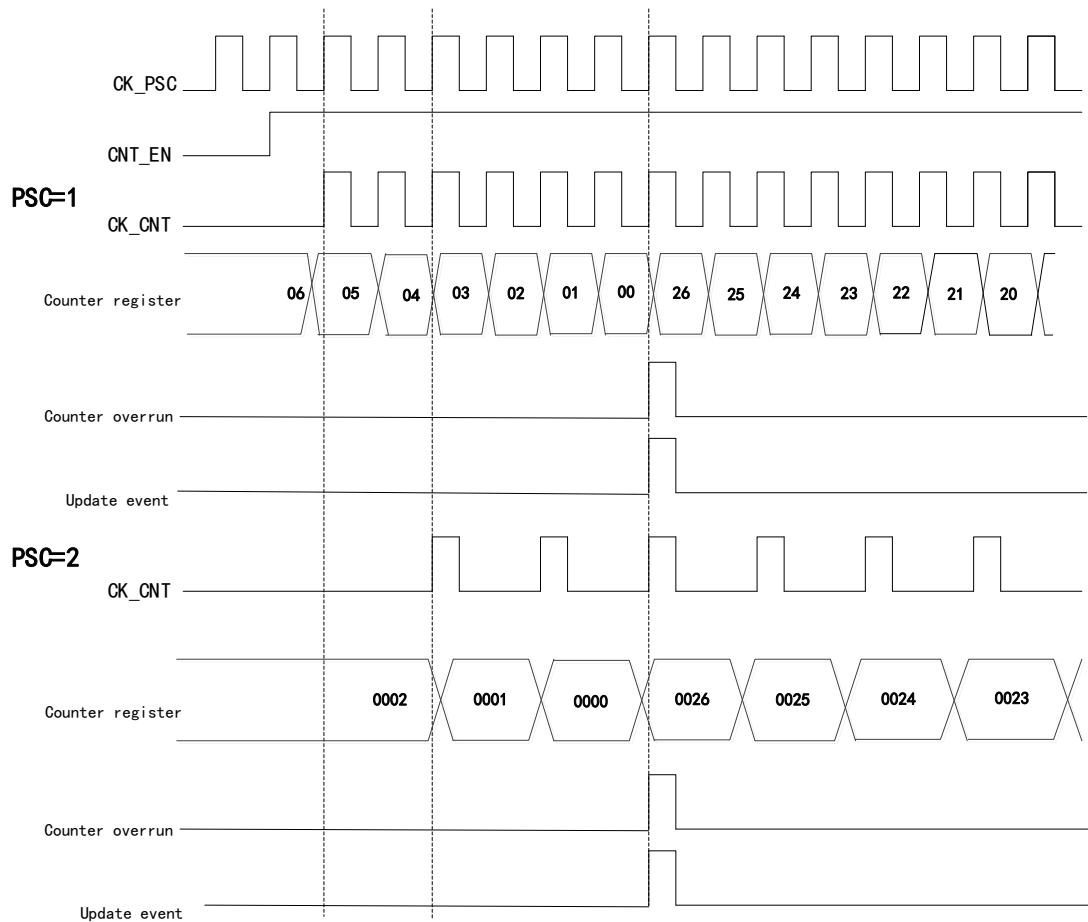 CK_PSC
CNT_EN
PSC=1
CK_CNT
Counter register 06 05 04 03 02 01 00 26 25 24 23 22 21 20
Counter overrun
Update event
PSC=2
CK_CNT
Counter register 0002 0001 0000 0026 0025 0024 0023
Counter overrun
Update event